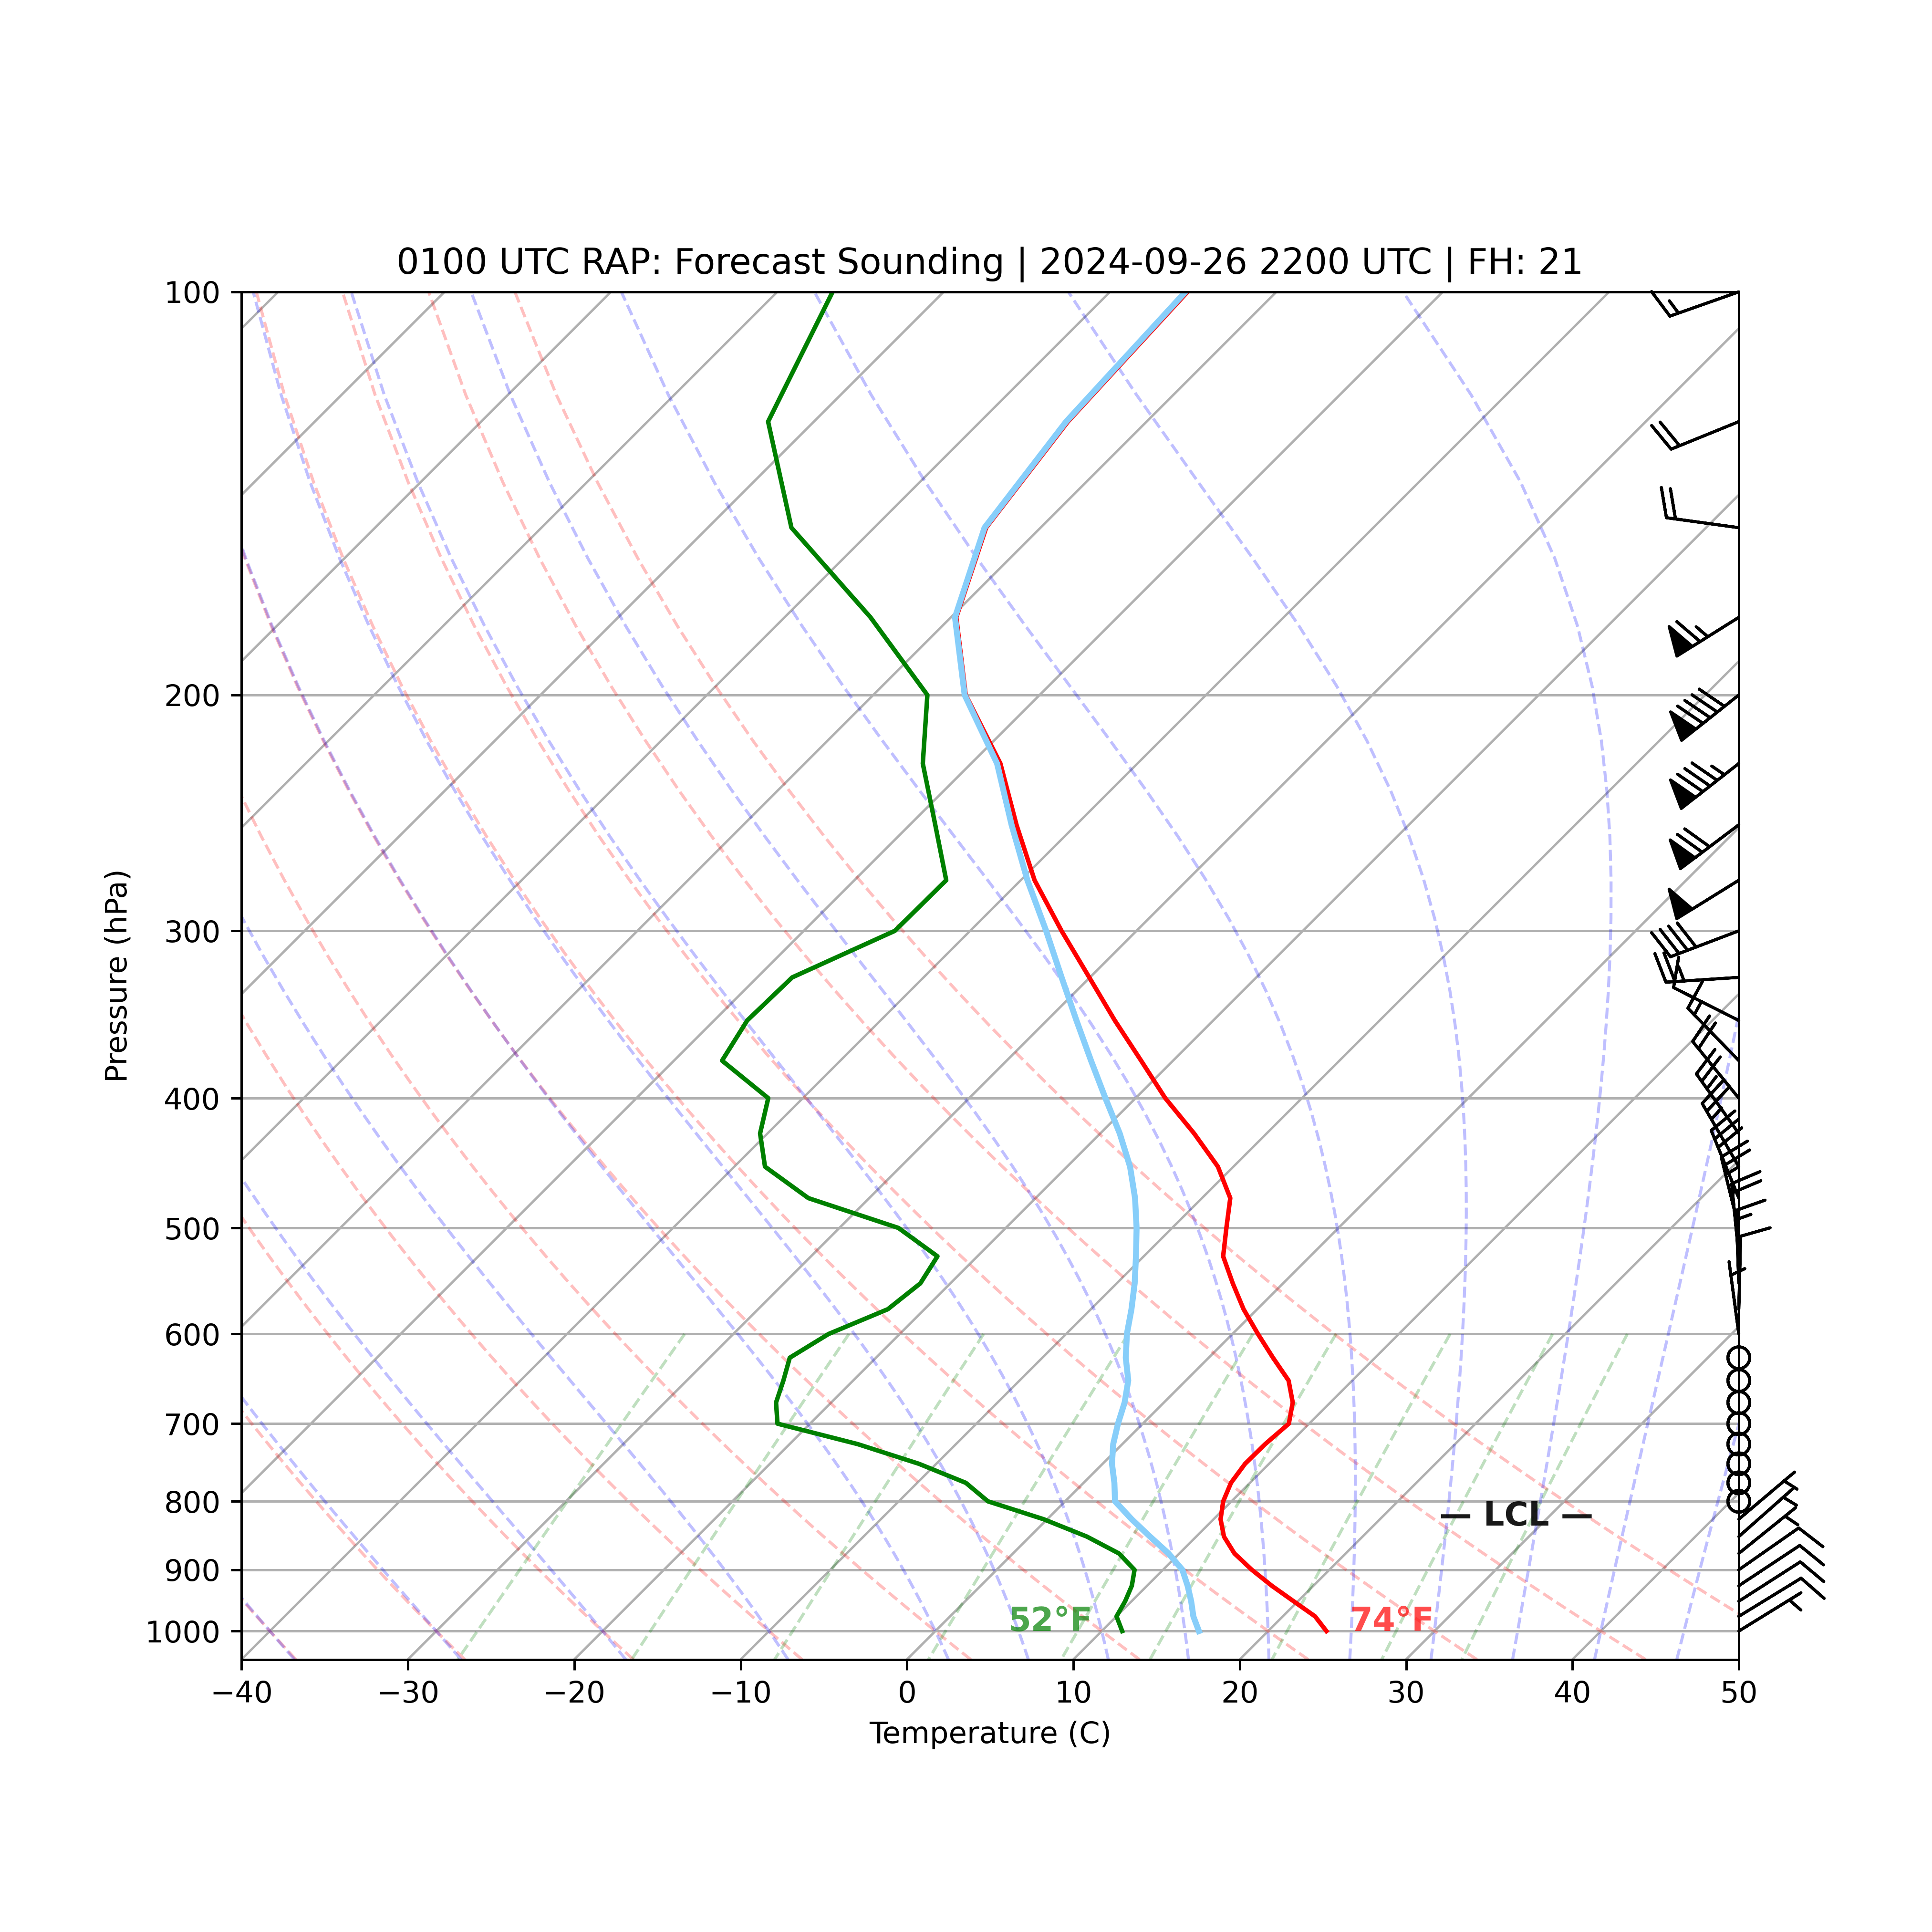 0100 UTC RAP: Forecast Sounding | 2024-09-26 2200 UTC | FH: 21
100
200
300
400
500
600
700
800
900
1000
Pressure (hPa)
— LCL —
52°F
74°F
−40 −30 −20 −10 0 10 20 30 40 50
Temperature (C)